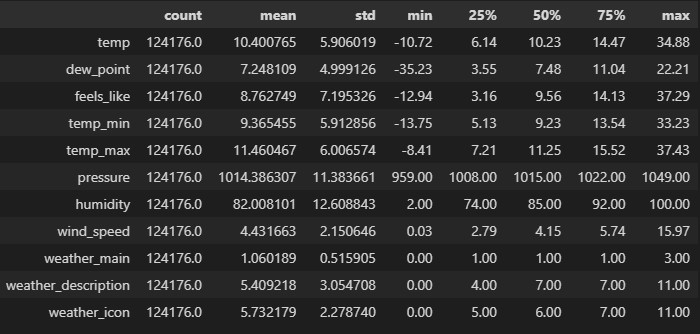 count mean std min 25% 50% 75% max
temp 124176.0 10.400765 5.906019 -10.72 6.14 10.23 14.47 34.88
dew_point 124176.0 7.248109 4.999126 -35.23 3.55 7.48 11.04 22.21
feels_like 124176.0 8.762749 7.195326 -12.94 3.16 9.56 14.13 37.29
temp_min 124176.0 9.365455 5.912856 -13.75 5.13 9.23 13.54 33.23
temp_max 124176.0 11.460467 6.006574 -8.41 7.21 11.25 15.52 37.43
pressure 124176.0 1014.386307 11.383661 959.00 1008.00 1015.00 1022.00 1049.00
humidity 124176.0 82.008101 12.608843 2.00 74.00 85.00 92.00 100.00
wind_speed 124176.0 4.431663 2.150646 0.03 2.79 4.15 5.74 15.97
weather_main 124176.0 1.060189 0.515905 0.00 1.00 1.00 1.00 3.00
weather_description 124176.0 5.409218 3.054708 0.00 4.00 7.00 7.00 11.00
weather_icon 124176.0 5.732179 2.278740 0.00 5.00 6.00 7.00 11.00